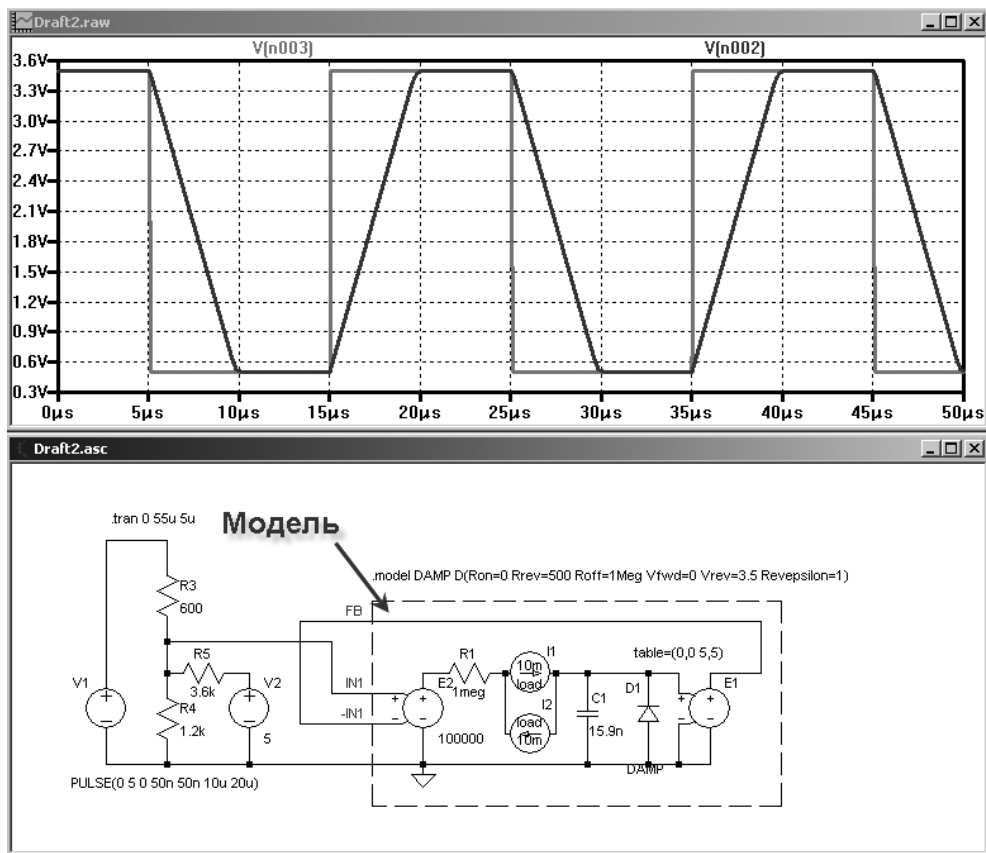 Draft2.raw
V(n003) V(n002)
3.6V
3.3V
3.0V
2.7V
2.4V
2.1V
1.8V
1.5V
1.2V
0.9V
0.6V
0.3V
0µs 5µs 10µs 15µs 20µs 25µs 30µs 35µs 40µs 45µs 50µs
Draft2.asc
.tran 0 55u 5u
Модель
.model DAMP D(Ron=0 Rrev=500 Roff=1Meg Vfwd=0 Vrev=3.5 Revepsilon=1)
R3
600
FB
R5
3.6k
V1
V2
5
R4
1.2k
IN1
-IN1
E2
100000
R1
1meg
I1
10m
load
I2
load
10m
C1
15.9n
D1
DAMP
table=(0,0 5,5)
E1
PULSE(0 5 0 50n 50n 10u 20u)